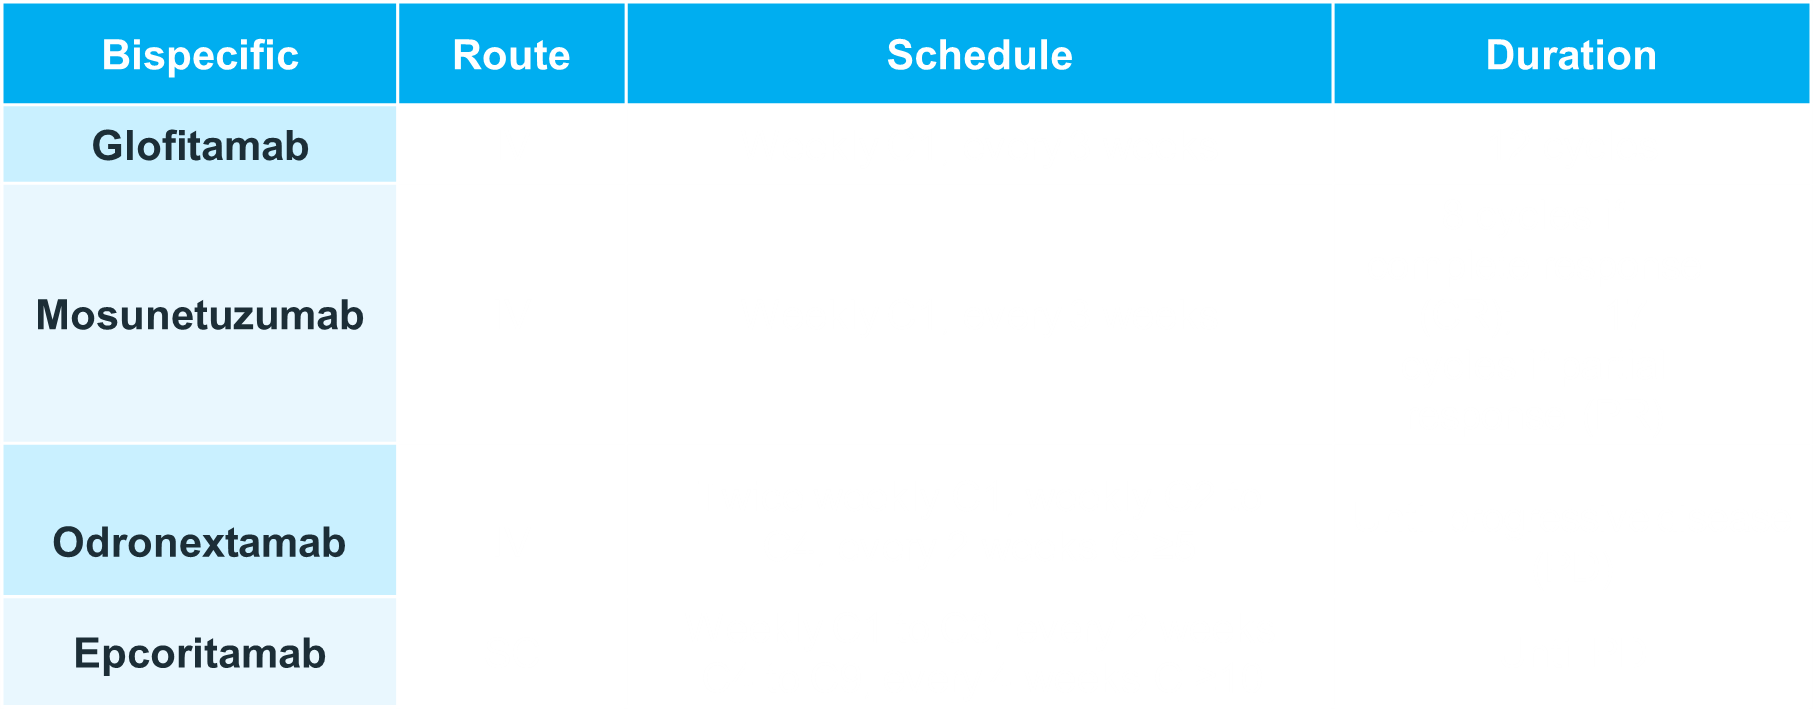 Bispecific Route Schedule Duration
Glofitamab
Mosunetuzumab
Odronextamab
Epcoritamab